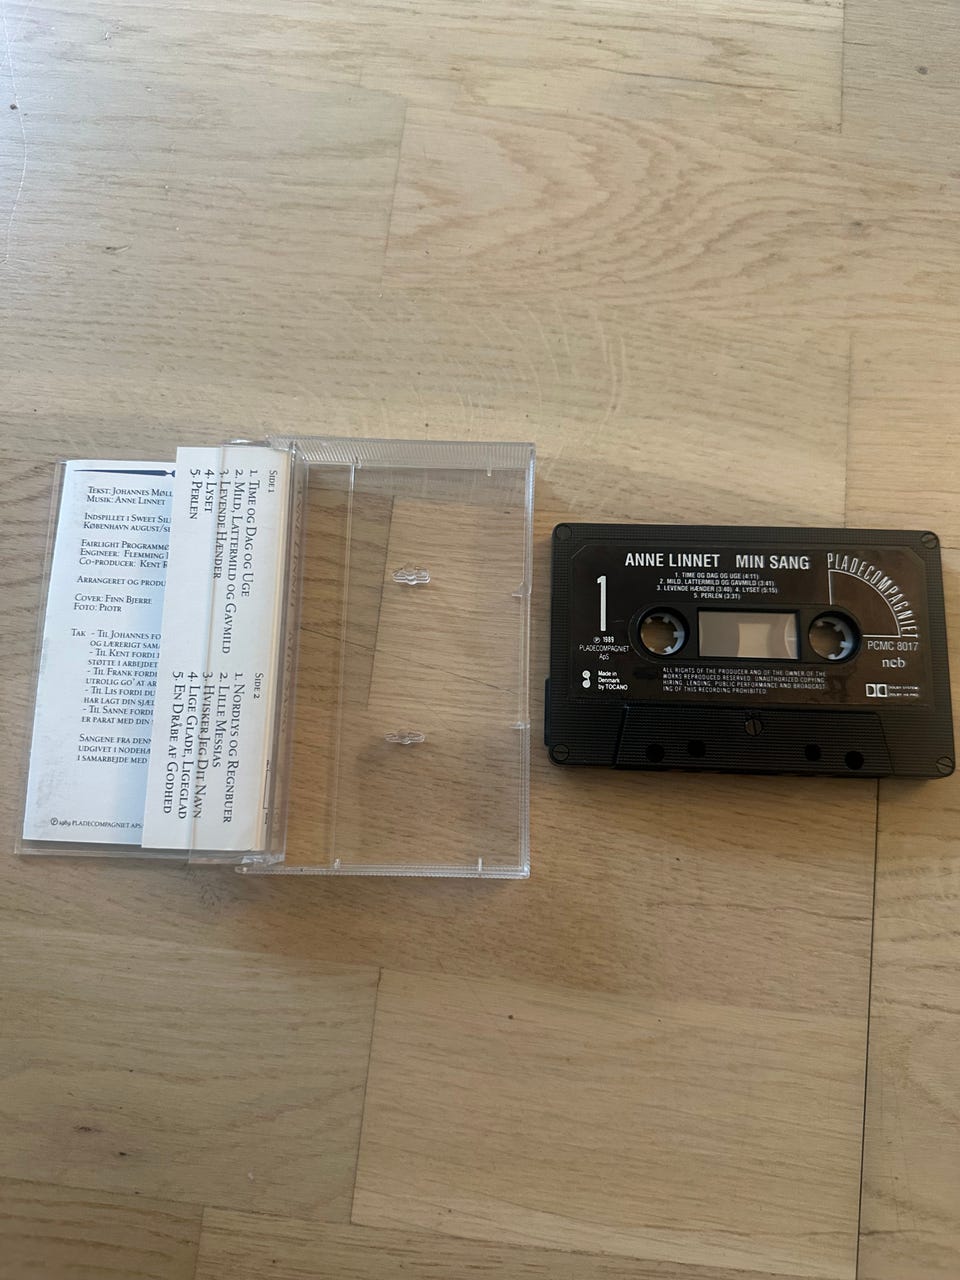 Tekst: Johannes Møll
Musik: Anne Linnet
Indspillet i Sweet Sil
København august/se
Fairlight Programmø
Engineer: Flemming
Co-producer: Kent R
Arrangeret og produ
Cover: Finn Bjerre
Foto: Piotr
Tak - Til Johannes fo
og lærerigt sam
- Til Kent fordi
støtte i arbejdet
- Til Frank fordi
utrolig go' at ar
- Til Lis fordi du
har lagt din sjæl
- Til Sanne fordi
er parat med din
Sangene fra denn
udgivet i nodeha
i samarbejde med
℗ 1989 Pladecompagniet ApS
Side 1
1. Time og Dag og Uge
2. Mild, Lattermild og Gavmild
3. Levende Hænder
4. Lyset
5. Perlen
Side 2
1. Nordlys og Regnbuer
2. Lille Messias
3. Hvisker Jeg Dit Navn
4. Lige Glade, Ligeglad
5. En Dråbe af Godhed
ANNE LINNET MIN SANG
1. TIME OG DAG OG UGE (4:11)
2. MILD, LATTERMILD OG GAVMILD (3:41)
3. LEVENDE HÆNDER (3:40) 4. LYSET (5:15)
5. PERLEN (3:31)
1
℗ 1989
PLADECOMPAGNIET
ApS
Made in
Denmark
by TOCANO
PLADECOMPAGNIET
PCMC 8017
ncb
ALL RIGHTS OF THE PRODUCER AND OF THE OWNER OF THE
WORKS REPRODUCED RESERVED. UNAUTHORIZED COPYING,
HIRING, LENDING, PUBLIC PERFORMANCE AND BROADCAST-
ING OF THIS RECORDING PROHIBITED.
DOLBY SYSTEM
DOLBY HX PRO